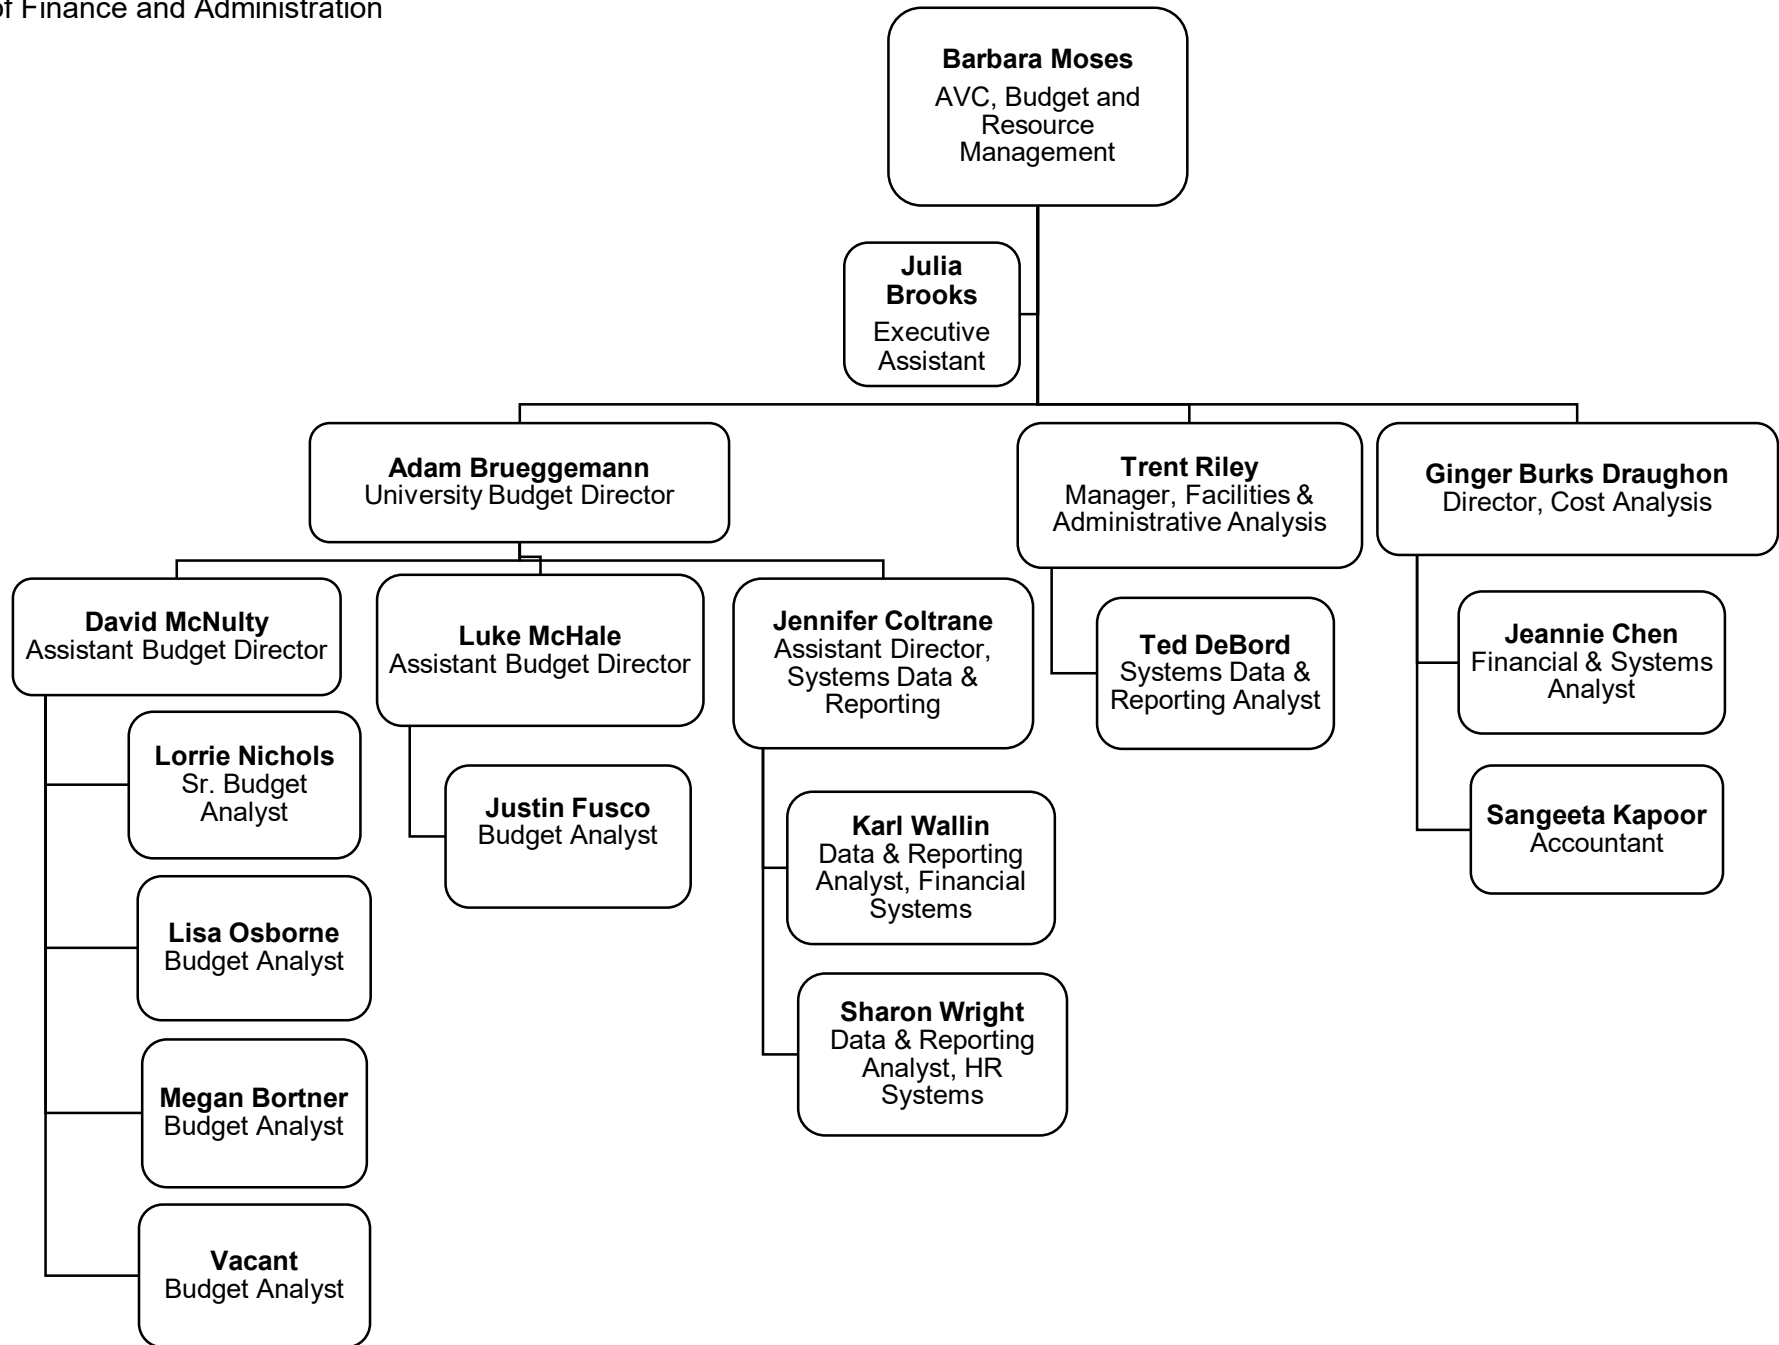 of Finance and Administration
Barbara Moses
AVC, Budget and
Resource
Management
Julia
Brooks
Executive
Assistant
Adam Brueggemann
University Budget Director
Trent Riley
Manager, Facilities &
Administrative Analysis
Ginger Burks Draughon
Director, Cost Analysis
David McNulty
Assistant Budget Director
Luke McHale
Assistant Budget Director
Jennifer Coltrane
Assistant Director,
Systems Data &
Reporting
Ted DeBord
Systems Data &
Reporting Analyst
Jeannie Chen
Financial & Systems
Analyst
Lorrie Nichols
Sr. Budget
Analyst
Justin Fusco
Budget Analyst
Karl Wallin
Data & Reporting
Analyst, Financial
Systems
Sangeeta Kapoor
Accountant
Lisa Osborne
Budget Analyst
Sharon Wright
Data & Reporting
Analyst, HR
Systems
Megan Bortner
Budget Analyst
Vacant
Budget Analyst